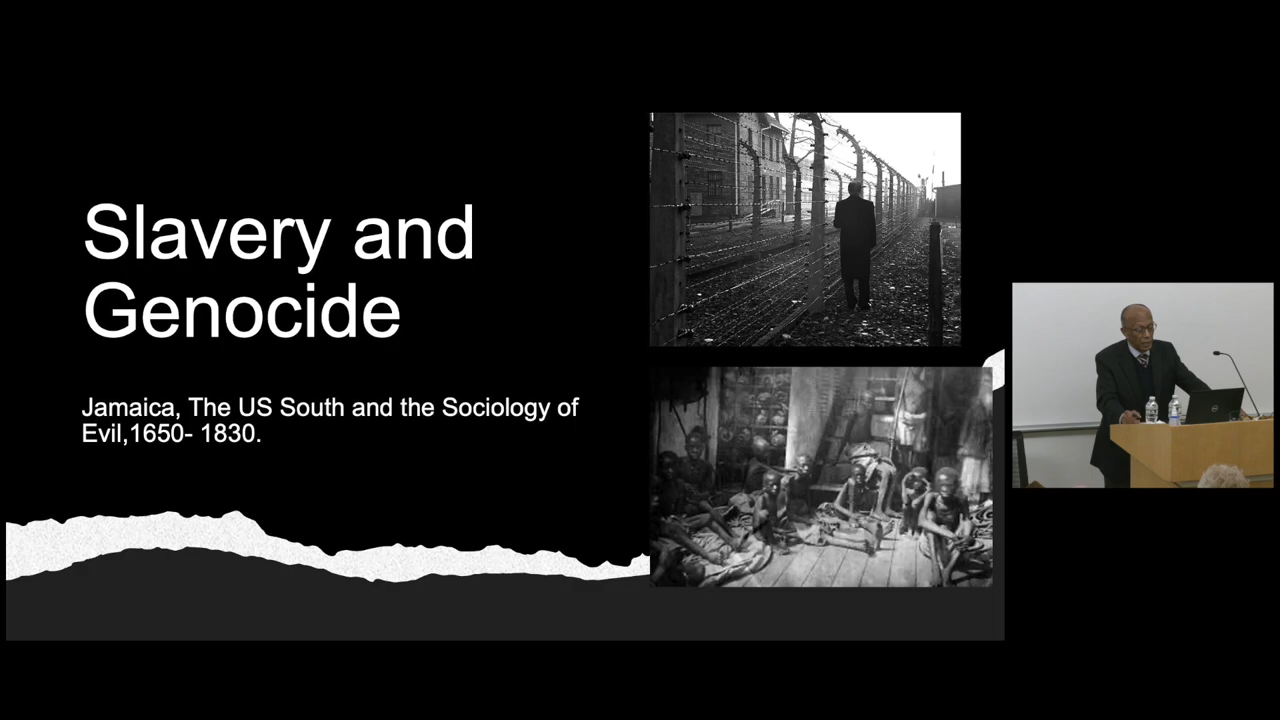 Slavery and
Genocide
Jamaica, The US South and the Sociology of
Evil,1650- 1830.